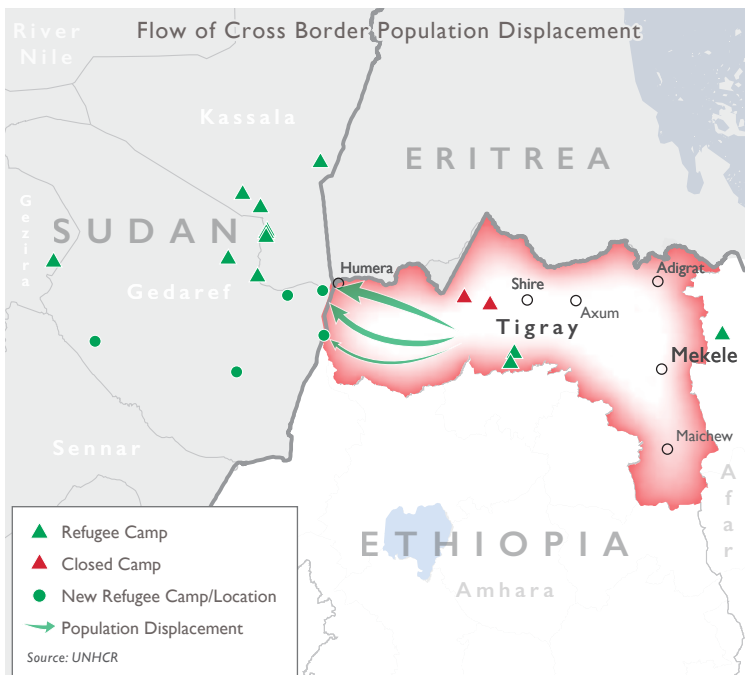 Flow of Cross Border Population Displacement
River
Nile
Kassala
ERITREA
Gezira
SUDAN
Gedaref
Humera
Adigrat
Shire
Axum
Tigray
Mekele
Maichew
Sennar
Afar
ETHIOPIA
Amhara
Refugee Camp
Closed Camp
New Refugee Camp/Location
Population Displacement
Source: UNHCR